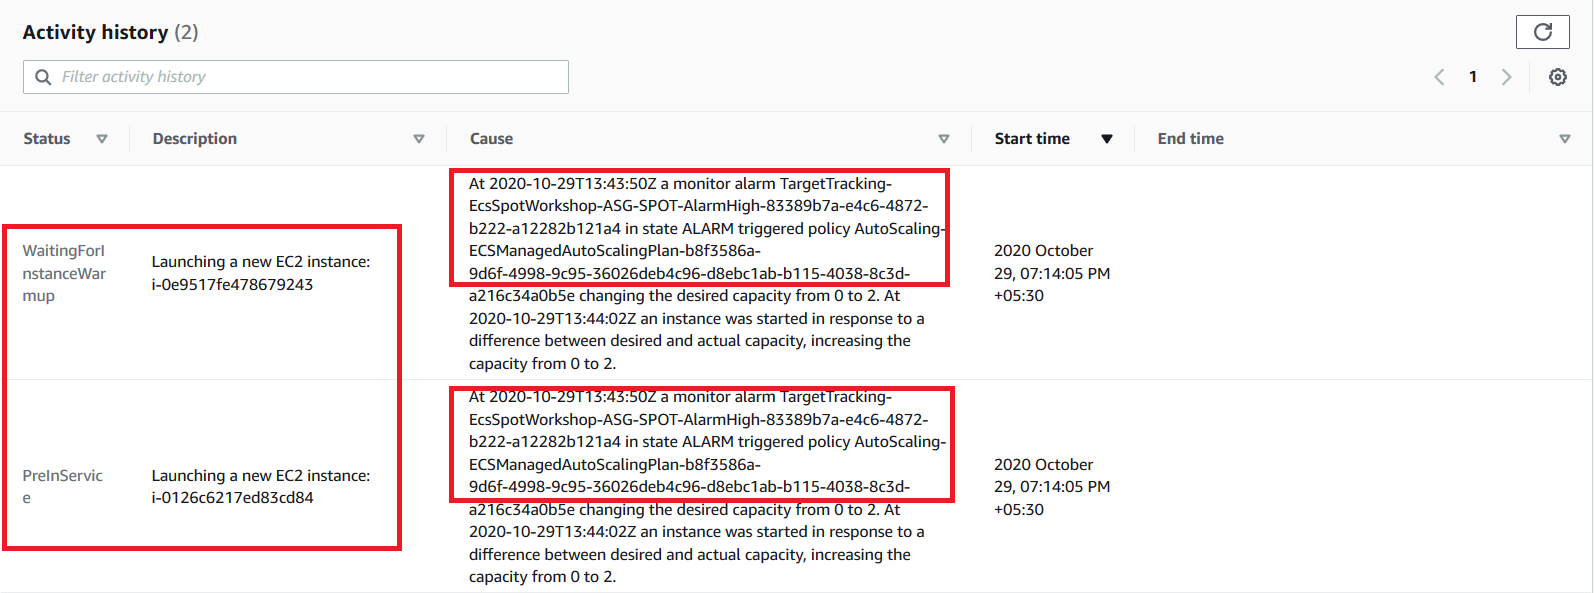 Activity history (2)
Filter activity history
1
Status Description Cause Start time End time
WaitingForI
nstanceWar
mup
Launching a new EC2 instance:
i-0e9517fe478679243
At 2020-10-29T13:43:50Z a monitor alarm TargetTracking-
EcsSpotWorkshop-ASG-SPOT-AlarmHigh-83389b7a-e4c6-4872-
b222-a12282b121a4 in state ALARM triggered policy AutoScaling-
ECSManagedAutoScalingPlan-b8f3586a-
9d6f-4998-9c95-36026deb4c96-d8ebc1ab-b115-4038-8c3d-
a216c34a0b5e changing the desired capacity from 0 to 2. At
2020-10-29T13:44:02Z an instance was started in response to a
difference between desired and actual capacity, increasing the
capacity from 0 to 2.
2020 October
29, 07:14:05 PM
+05:30
PreInServic
e
Launching a new EC2 instance:
i-0126c6217ed83cd84
At 2020-10-29T13:43:50Z a monitor alarm TargetTracking-
EcsSpotWorkshop-ASG-SPOT-AlarmHigh-83389b7a-e4c6-4872-
b222-a12282b121a4 in state ALARM triggered policy AutoScaling-
ECSManagedAutoScalingPlan-b8f3586a-
9d6f-4998-9c95-36026deb4c96-d8ebc1ab-b115-4038-8c3d-
a216c34a0b5e changing the desired capacity from 0 to 2. At
2020-10-29T13:44:02Z an instance was started in response to a
difference between desired and actual capacity, increasing the
capacity from 0 to 2.
2020 October
29, 07:14:05 PM
+05:30